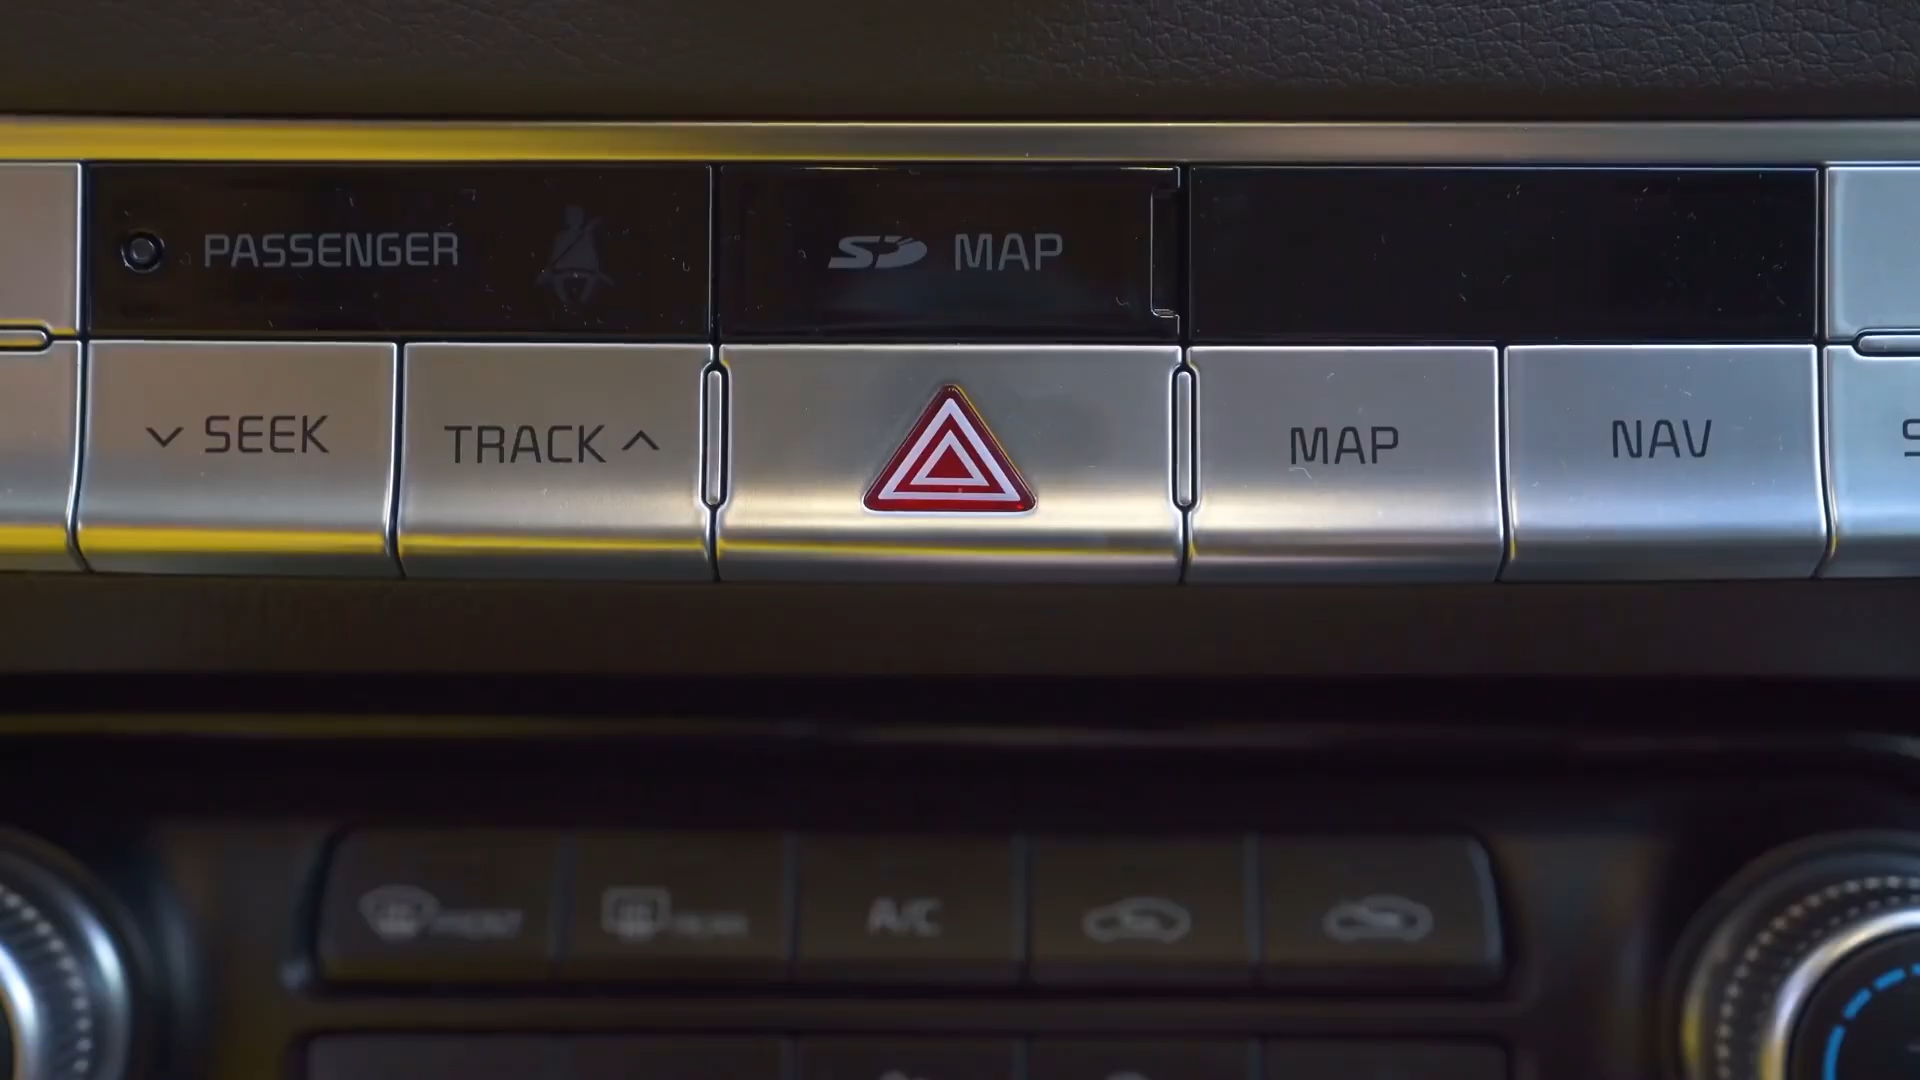 PASSENGER
SD MAP
SEEK
TRACK
MAP
NAV
A/C